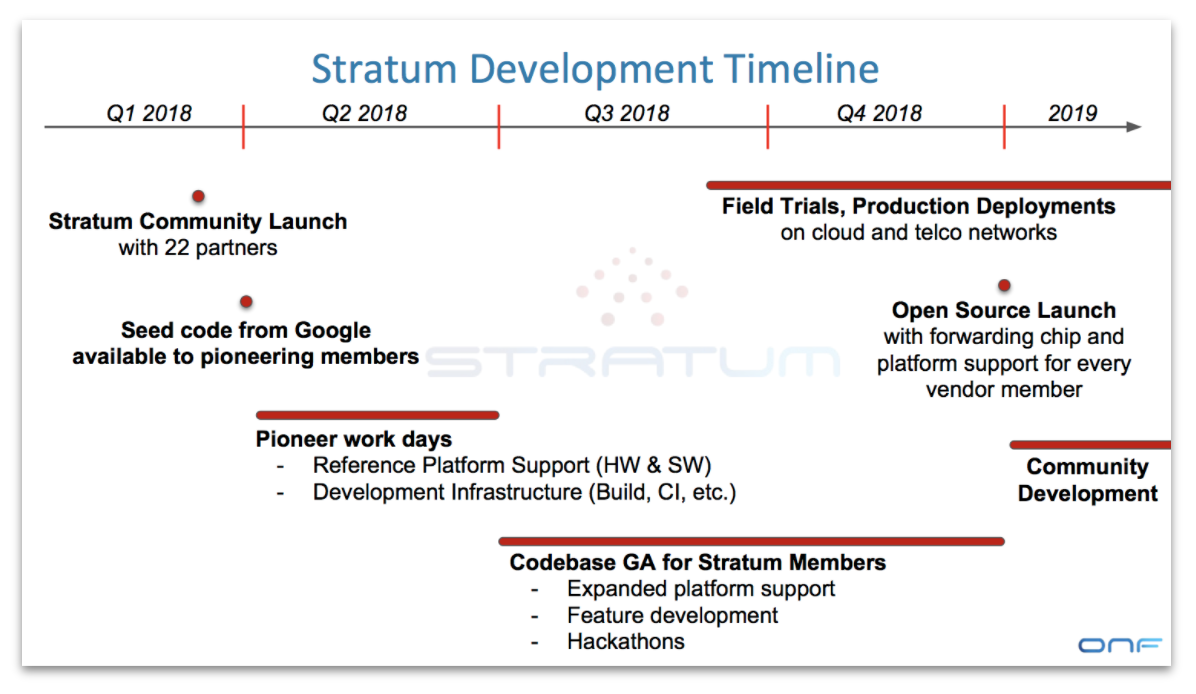 Stratum Development Timeline
Q1 2018
Q2 2018
Q3 2018
Q4 2018
2019
Stratum Community Launch
with 22 partners
Seed code from Google
available to pioneering members
Field Trials, Production Deployments
on cloud and telco networks
Open Source Launch
with forwarding chip and
platform support for every
vendor member
STRATUM
Pioneer work days
- Reference Platform Support (HW & SW)
- Development Infrastructure (Build, CI, etc.)
Community
Development
Codebase GA for Stratum Members
- Expanded platform support
- Feature development
- Hackathons
ONF